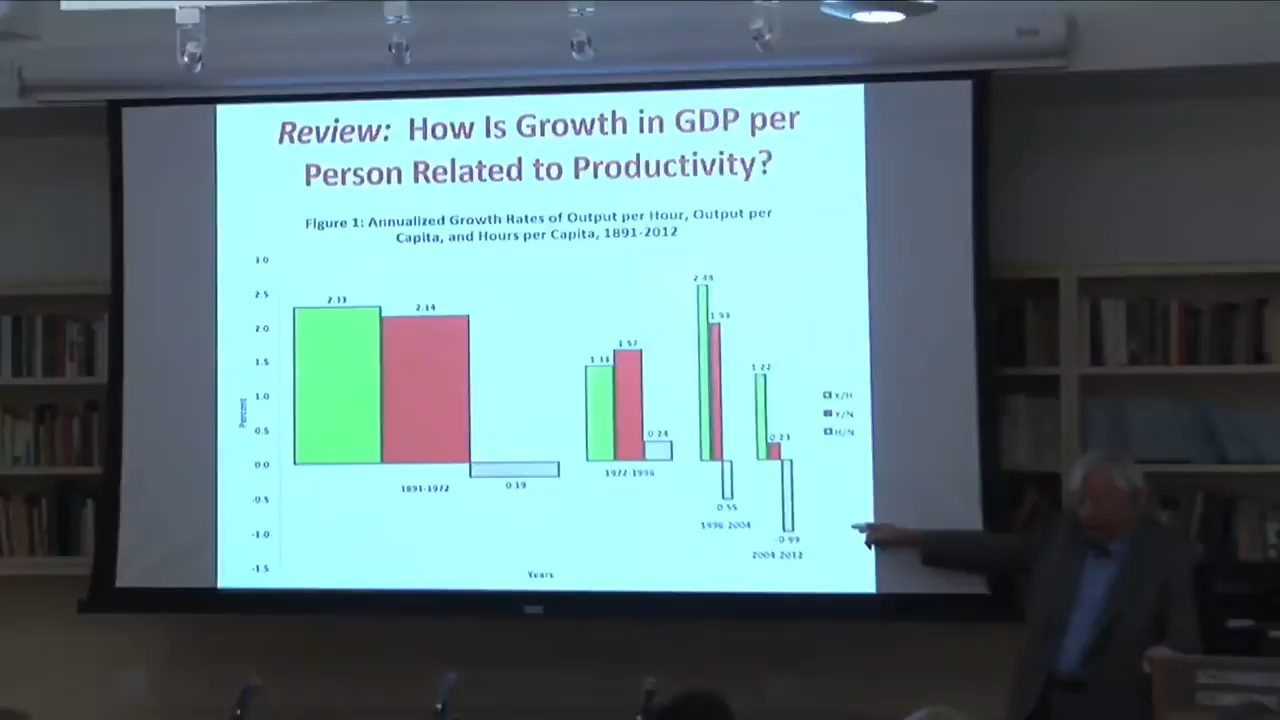 Review: How Is Growth in GDP per
Person Related to Productivity?
Figure 1: Annualized Growth Rates of Output per Hour, Output per
Capita, and Hours per Capita, 1891-2012
3.0
2.5
2.0
1.5
1.0
0.5
0.0
-0.5
-1.0
-1.5
Percent
2.33
2.14
0.19
1891-1972
1.33
1.57
0.24
1972-1996
2.48
1.93
0.55
1996-2004
1.22
0.23
-0.99
2004-2012
Y/H
Y/N
H/N
Years